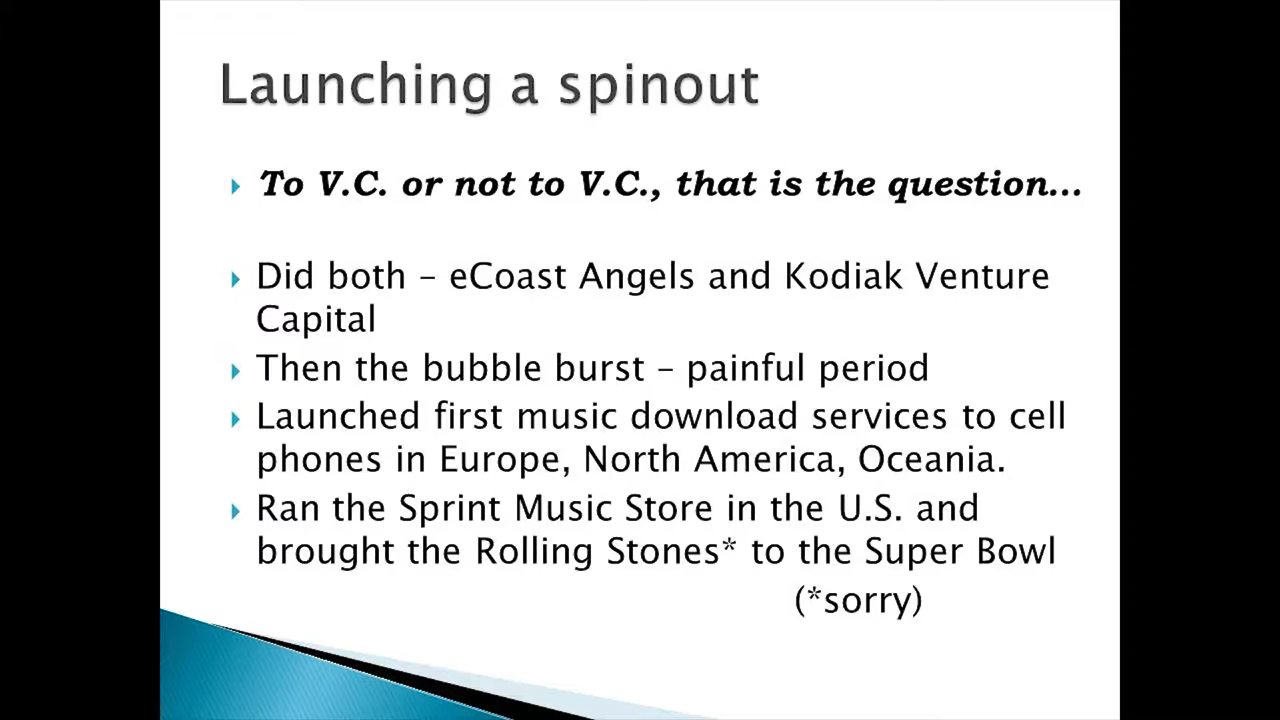 Launching a spinout
To V.C. or not to V.C., that is the question…
Did both – eCoast Angels and Kodiak Venture
Capital
Then the bubble burst – painful period
Launched first music download services to cell
phones in Europe, North America, Oceania.
Ran the Sprint Music Store in the U.S. and
brought the Rolling Stones* to the Super Bowl
(*sorry)